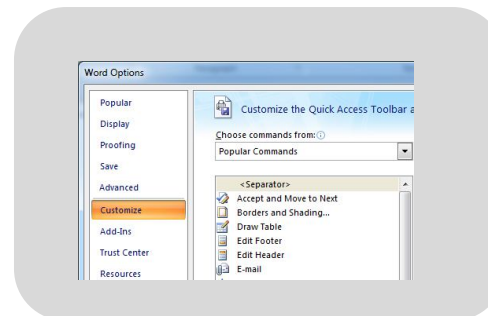 Word Options
Popular
Display
Proofing
Save
Advanced
Customize
Add-Ins
Trust Center
Resources
Customize the Quick Access Toolbar a
Choose commands from:
Popular Commands
<Separator>
Accept and Move to Next
Borders and Shading...
Draw Table
Edit Footer
Edit Header
E-mail